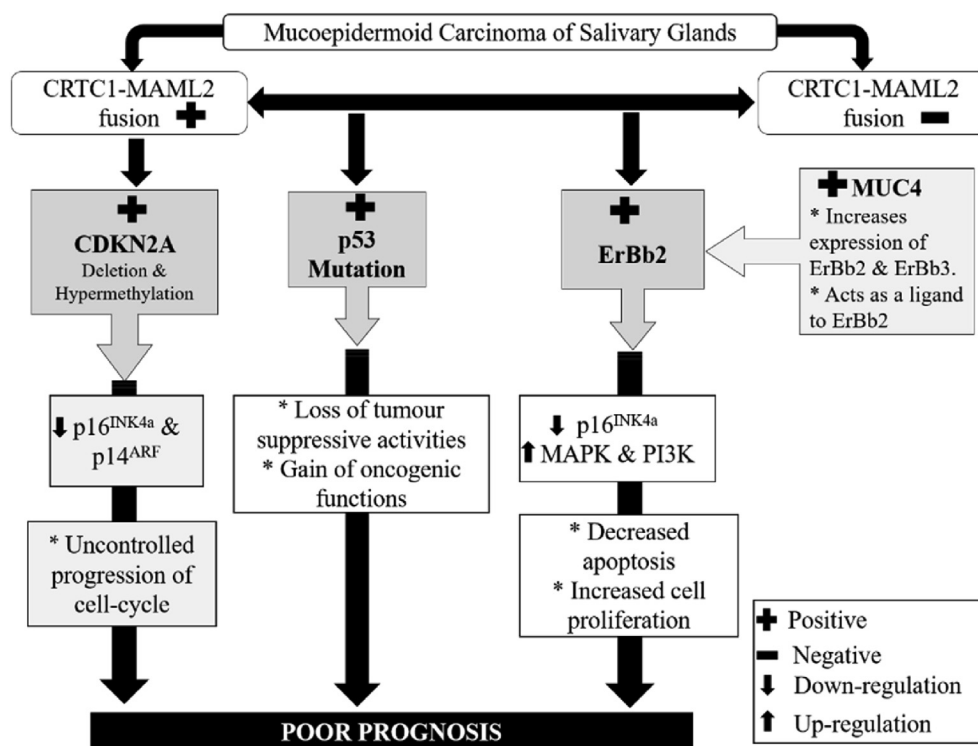 Mucoepidermoid Carcinoma of Salivary Glands
CRTC1-MAML2
fusion
CRTC1-MAML2
fusion
CDKN2A
Deletion &
Hypermethylation
p53
Mutation
ErBb2
MUC4
* Increases
expression of
ErBb2 & ErBb3.
* Acts as a ligand
to ErBb2
p16INK4a &
p14ARF
* Loss of tumour
suppressive activities
* Gain of oncogenic
functions
p16INK4a
MAPK & PI3K
* Uncontrolled
progression of
cell-cycle
* Decreased
apoptosis
* Increased cell
proliferation
Positive
Negative
Down-regulation
Up-regulation
POOR PROGNOSIS